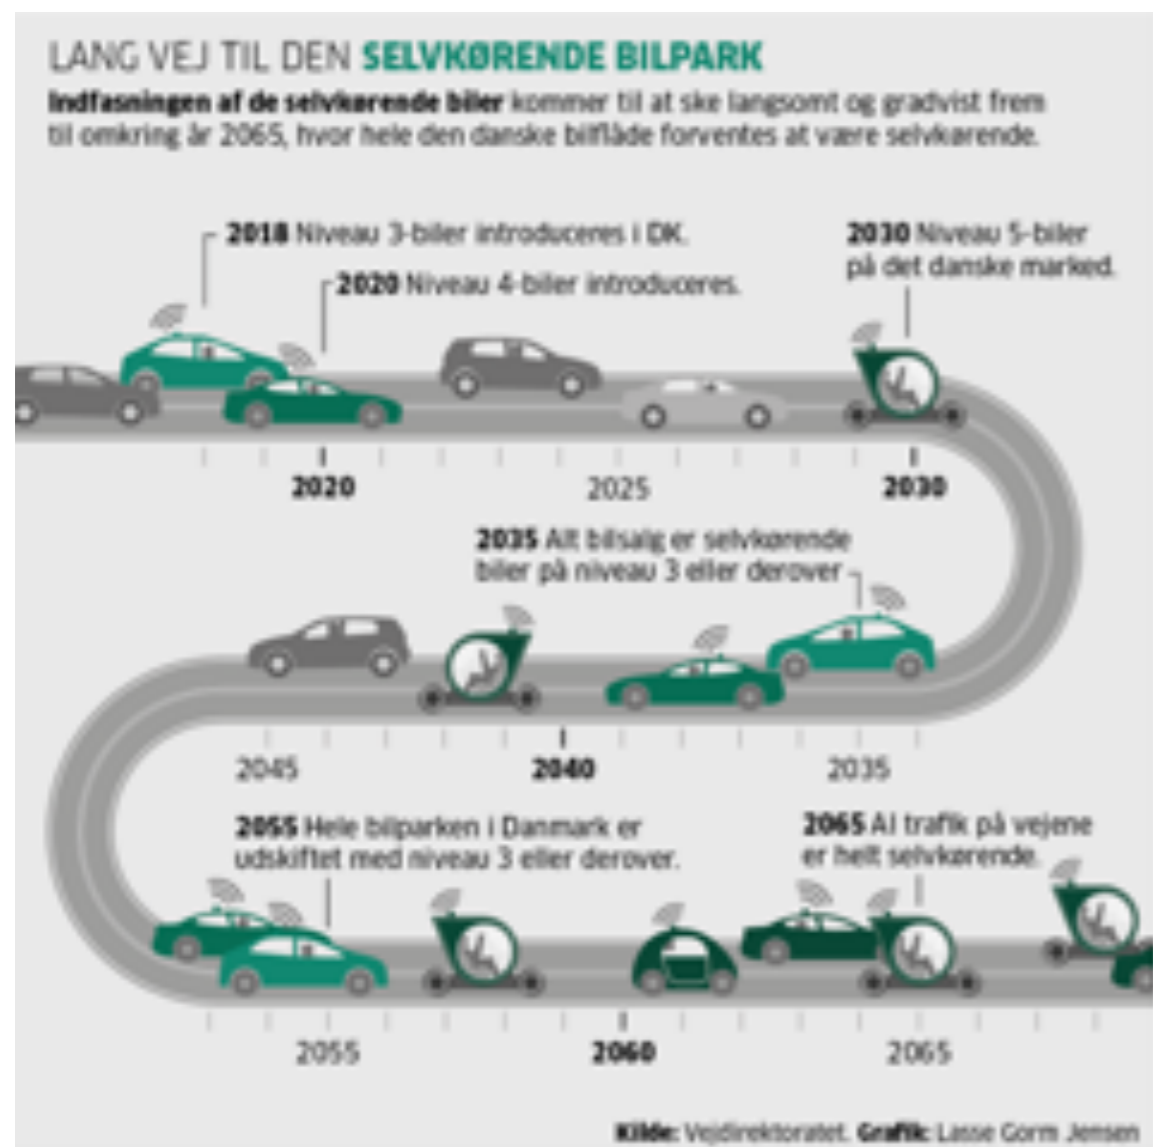 LANG VEJ TIL DEN SELVKØRENDE BILPARK
Indfasningen af de selvkørende biler kommer til at ske langsomt og gradvist frem
til omkring år 2065, hvor hele den danske bilflåde forventes at være selvkørende.
2018 Niveau 3-biler introduceres i DK.
2020 Niveau 4-biler introduceres.
2030 Niveau 5-biler
på det danske marked.
2020
2025
2030
2035 Alt bilsalg er selvkørende
biler på niveau 3 eller derover
2045
2040
2035
2055 Hele bilparken i Danmark er
udskiftet med niveau 3 eller derover.
2065 Al trafik på vejene
er helt selvkørende.
2055
2060
2065
Kilde: Vejdirektoratet. Grafik: Lasse Gorm Jensen